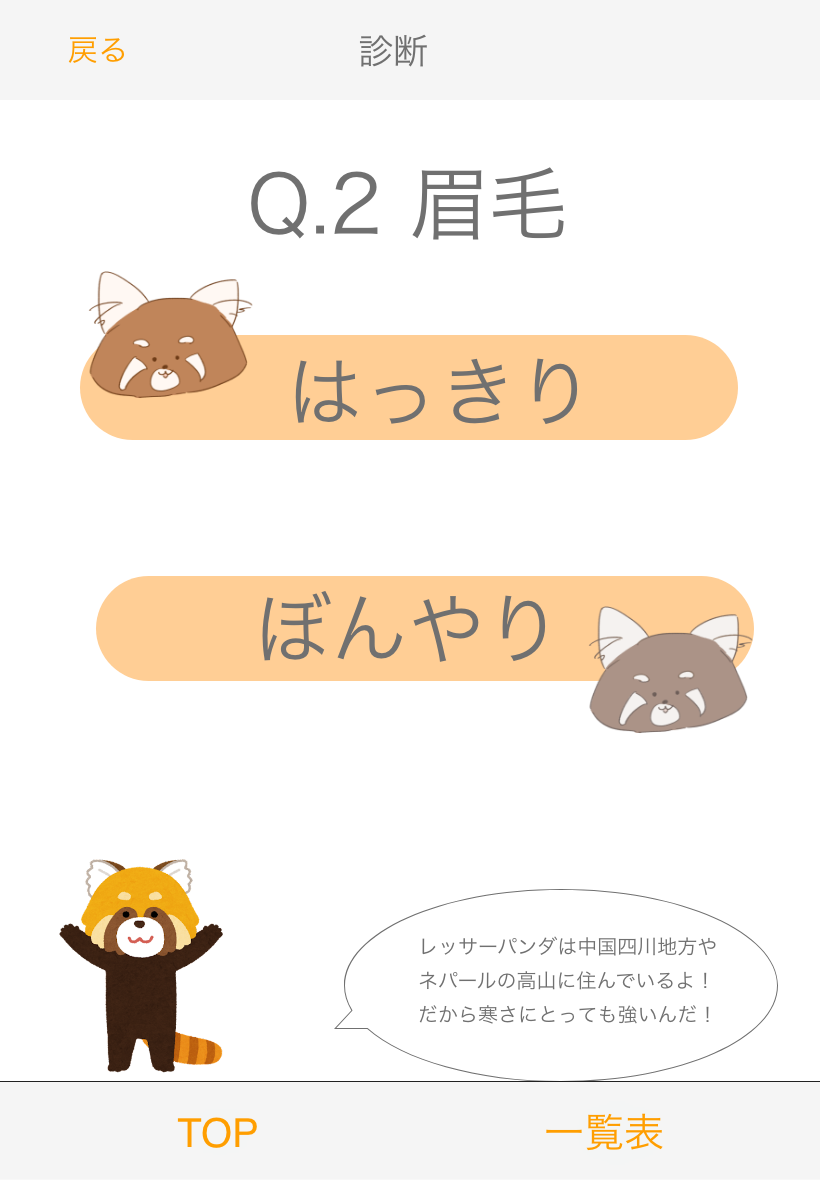 戻る
診断
Q.2 眉毛
はっきり
ぼんやり
レッサーパンダは中国四川地方や
ネパールの高山に住んでいるよ！
だから寒さにとっても強いんだ！
TOP
一覧表